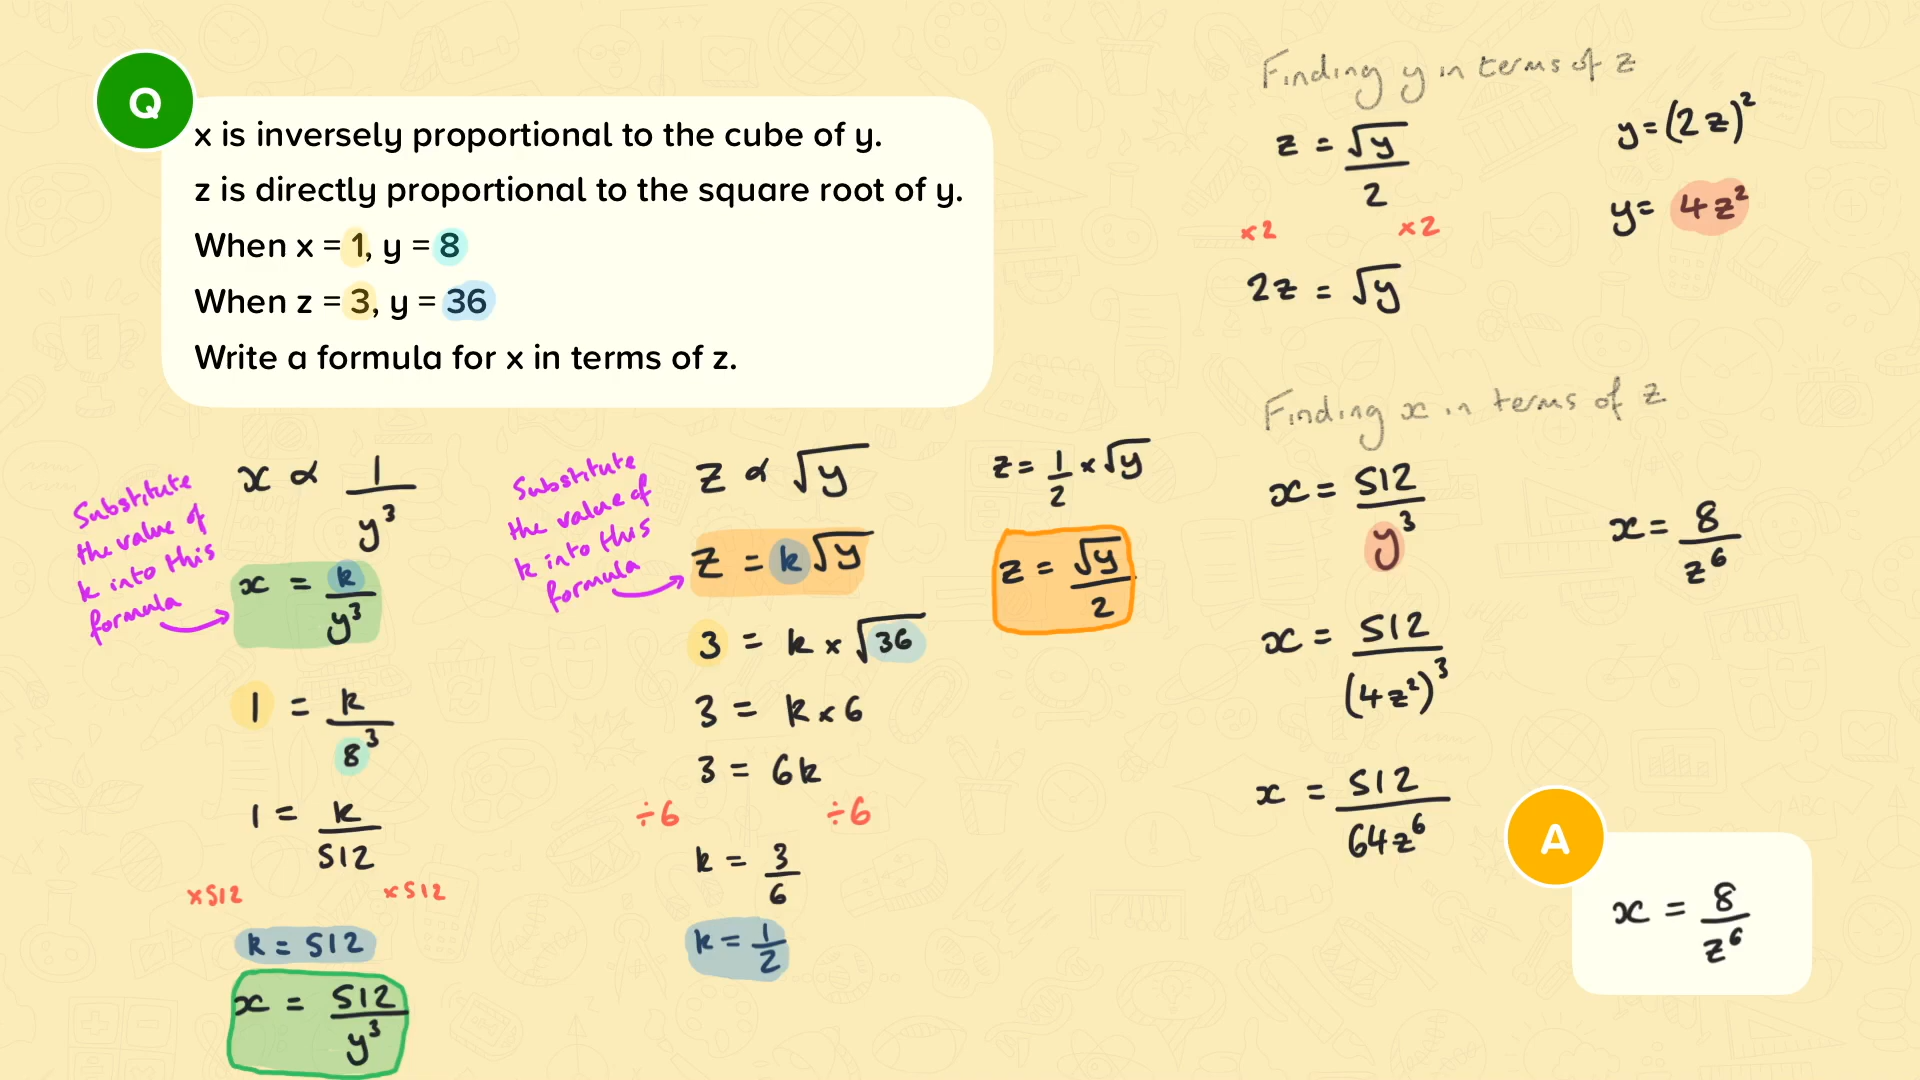 Q
x is inversely proportional to the cube of y.
z is directly proportional to the square root of y.
When x = 1, y = 8
When z = 3, y = 36
Write a formula for x in terms of z.
Substitute
the value of
k into this
formula
x ∝ 1/y³
x = k/y³
1 = k/8³
1 = k/512
×512 ×512
k = 512
x = 512/y³
Substitute
the value of
k into this
formula
z ∝ √y
z = k√y
3 = k × √36
3 = k × 6
3 = 6k
÷6 ÷6
k = 3/6
k = 1/2
z = 1/2 × √y
z = √y/2
Finding y in terms of z
z = √y/2
×2 ×2
2z = √y
y = (2z)²
y = 4z²
Finding x in terms of z
x = 512/y³
x = 512/(4z²)³
x = 512/64z⁶
x = 8/z⁶
A
x = 8/z⁶